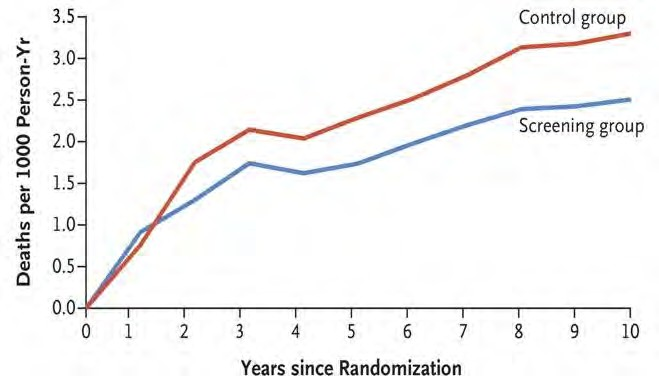 3.5
Control group
3.0
2.5
Screening group
2.0
1.5
1.0
0.5
0.0
Deaths per 1000 Person-Yr
0 1 2 3 4 5 6 7 8 9 10
Years since Randomization